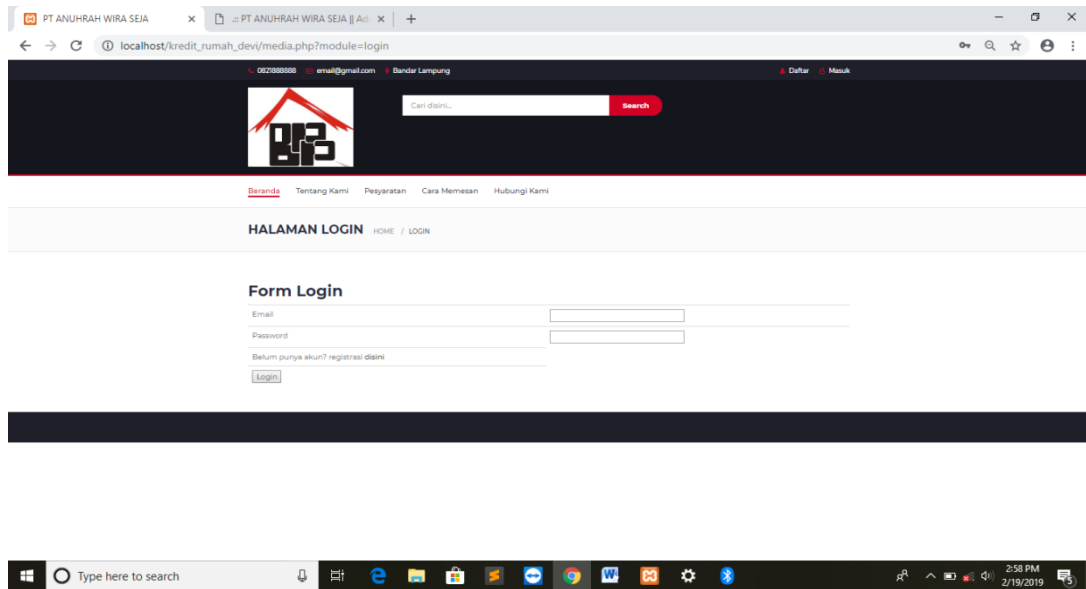 PT ANUHRAH WIRA SEJA
.:: PT ANUHRAH WIRA SEJA || Ad
localhost/kredit_rumah_devi/media.php?module=login
0821888888 email@gmail.com Bandar Lampung Daftar Masuk
Cari disini... Search
Beranda Tentang Kami Pesyaratan Cara Memesan Hubungi Kami
HALAMAN LOGIN HOME / LOGIN
Form Login
Email
Password
Belum punya akun? registrasi disini
Login
Type here to search
2:58 PM
2/19/2019